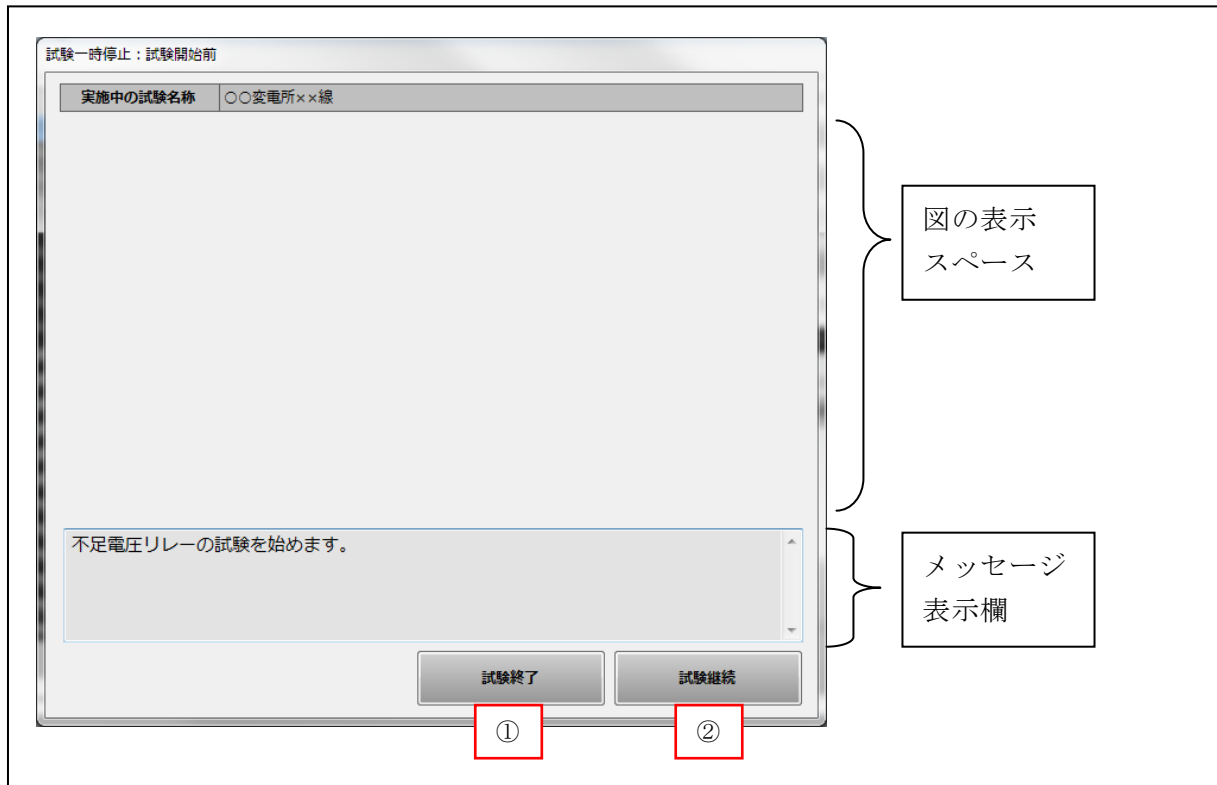 試験一時停止：試験開始前
実施中の試験名称 ○○変電所××線
図の表示
スペース
不足電圧リレーの試験を始めます。
メッセージ
表示欄
試験終了 試験継続
① ②